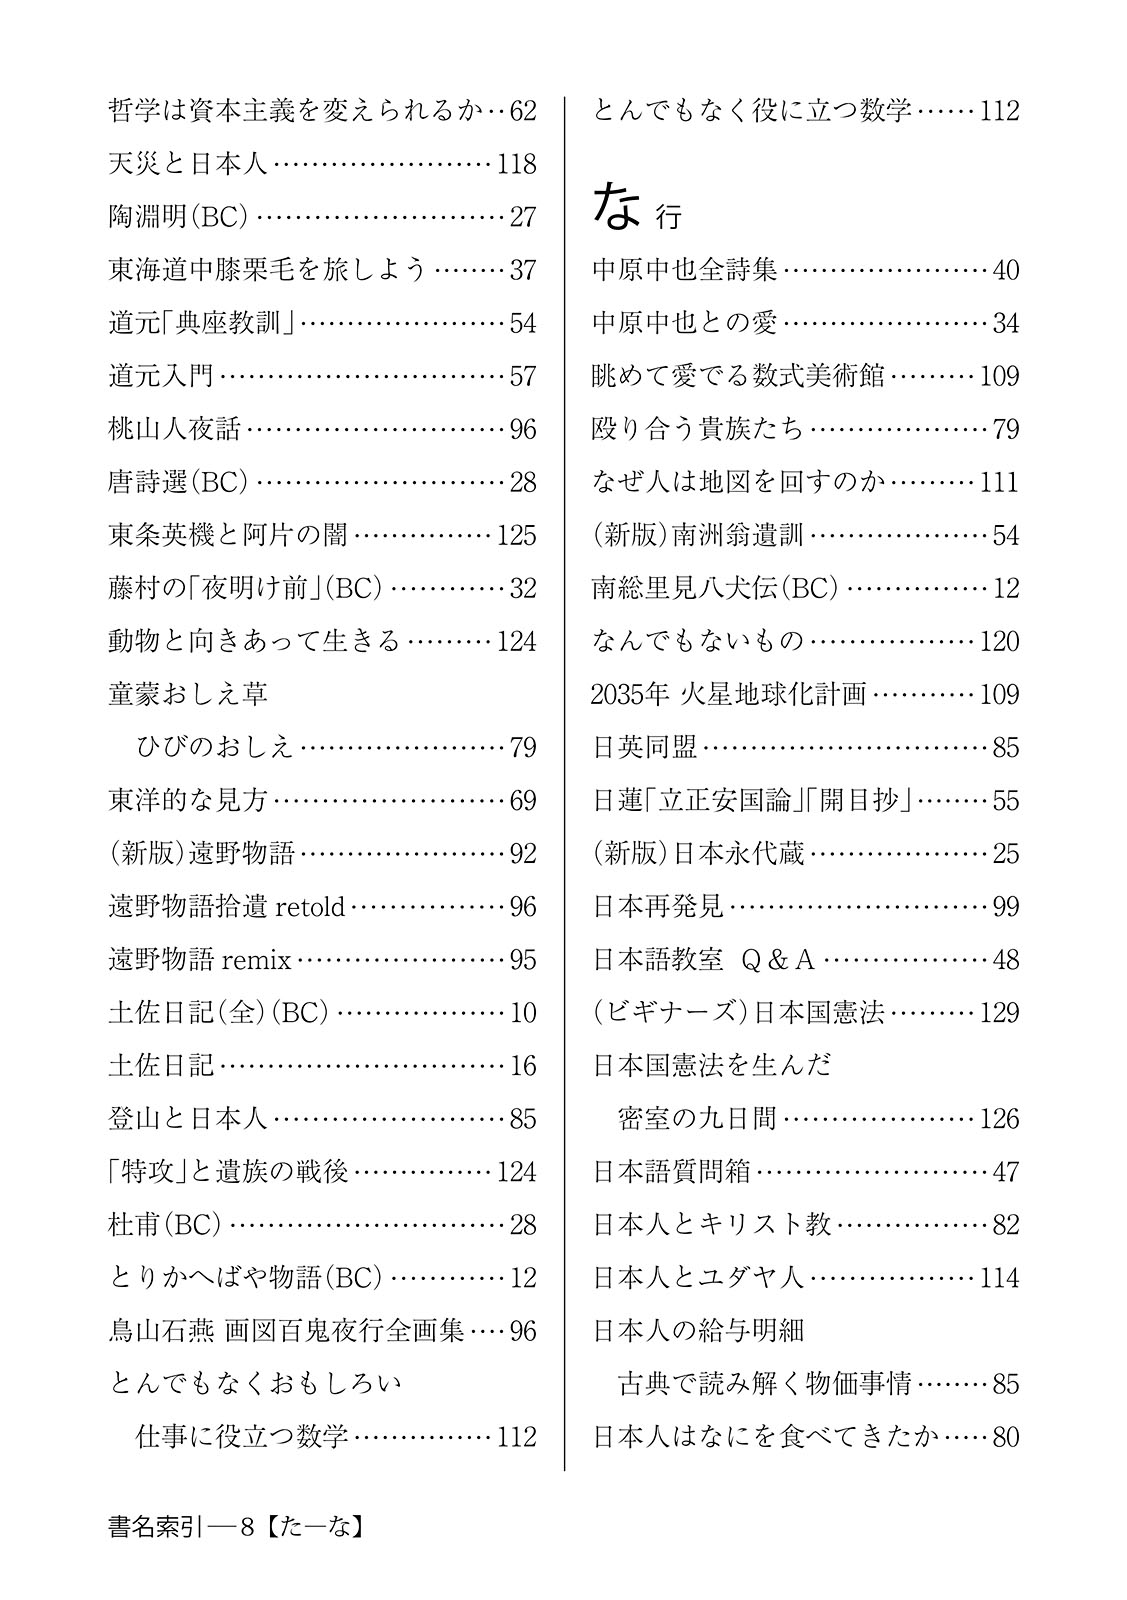 哲学は資本主義を変えられるか‥62
天災と日本人……………………118
陶淵明（BC）………………………27
東海道中膝栗毛を旅しよう………37
道元「典座教訓」…………………54
道元入門…………………………57
桃山人夜話………………………96
唐詩選（BC）………………………28
東条英機と阿片の闇……………125
藤村の「夜明け前」（BC）…………32
動物と向きあって生きる………124
童蒙おしえ草
　ひびのおしえ…………………79
東洋的な見方……………………69
（新版）遠野物語…………………92
遠野物語拾遺 retold……………96
遠野物語 remix…………………95
土佐日記（全）（BC）………………10
土佐日記…………………………16
登山と日本人……………………85
「特攻」と遺族の戦後……………124
杜甫（BC）…………………………28
とりかへばや物語（BC）…………12
鳥山石燕 画図百鬼夜行全画集‥‥96
とんでもなくおもしろい
　仕事に役立つ数学……………112
とんでもなく役に立つ数学……112
な 行
中原中也全詩集…………………40
中原中也との愛…………………34
眺めて愛でる数式美術館………109
殴り合う貴族たち………………79
なぜ人は地図を回すのか………111
（新版）南洲翁遺訓………………54
南総里見八犬伝（BC）……………12
なんでもないもの………………120
2035年 火星地球化計画…………109
日英同盟…………………………85
日蓮「立正安国論」「開目抄」………55
（新版）日本永代蔵………………25
日本再発見………………………99
日本語教室 Q＆A………………48
（ビギナーズ）日本国憲法………129
日本国憲法を生んだ
　密室の九日間…………………126
日本語質問箱……………………47
日本人とキリスト教……………82
日本人とユダヤ人………………114
日本人の給与明細
　古典で読み解く物価事情………85
日本人はなにを食べてきたか……80
書名索引―8【た―な】